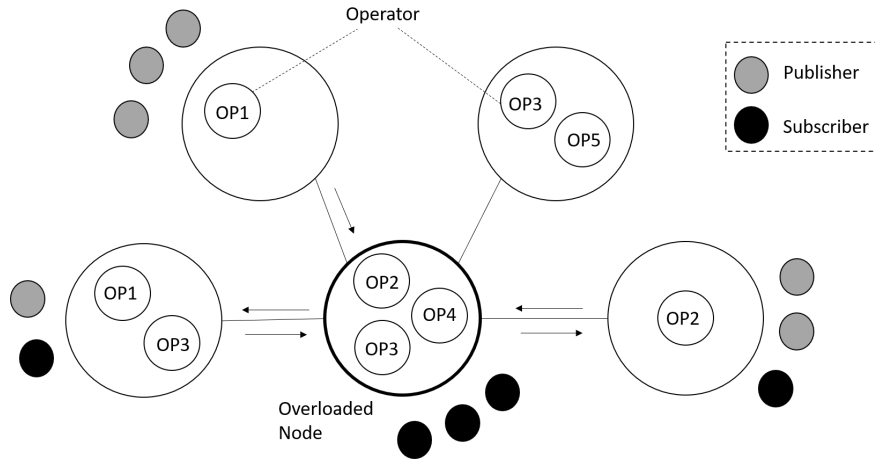 Operator
OP1
OP3
OP5
Publisher
Subscriber
OP1
OP3
OP2
OP4
OP3
OP2
Overloaded
Node